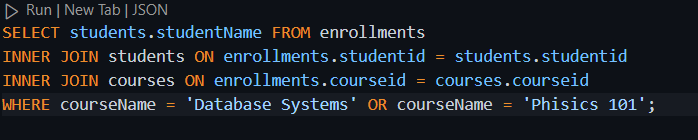 Run | New Tab | JSON
SELECT students.studentName FROM enrollments
INNER JOIN students ON enrollments.studentid = students.studentid
INNER JOIN courses ON enrollments.courseid = courses.courseid
WHERE courseName = 'Database Systems' OR courseName = 'Phisics 101';